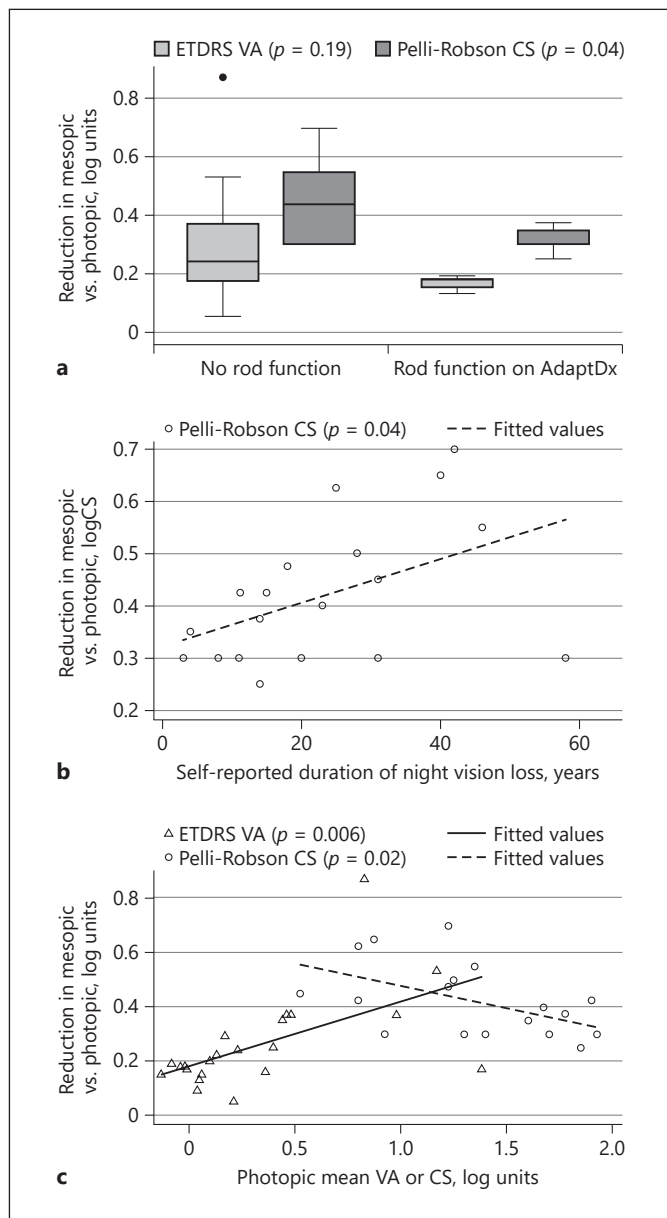 ETDRS VA (p = 0.19) Pelli-Robson CS (p = 0.04)
Reduction in mesopic
vs. photopic, log units
0.8
0.6
0.4
0.2
0
No rod function Rod function on AdaptDx
a
Pelli-Robson CS (p = 0.04) Fitted values
Reduction in mesopic
vs. photopic, logCS
0.7
0.6
0.5
0.4
0.3
0.2
0 20 40 60
Self-reported duration of night vision loss, years
b
ETDRS VA (p = 0.006) Fitted values
Pelli-Robson CS (p = 0.02) Fitted values
Reduction in mesopic
vs. photopic, log units
0.8
0.6
0.4
0.2
0
0 0.5 1.0 1.5 2.0
Photopic mean VA or CS, log units
c